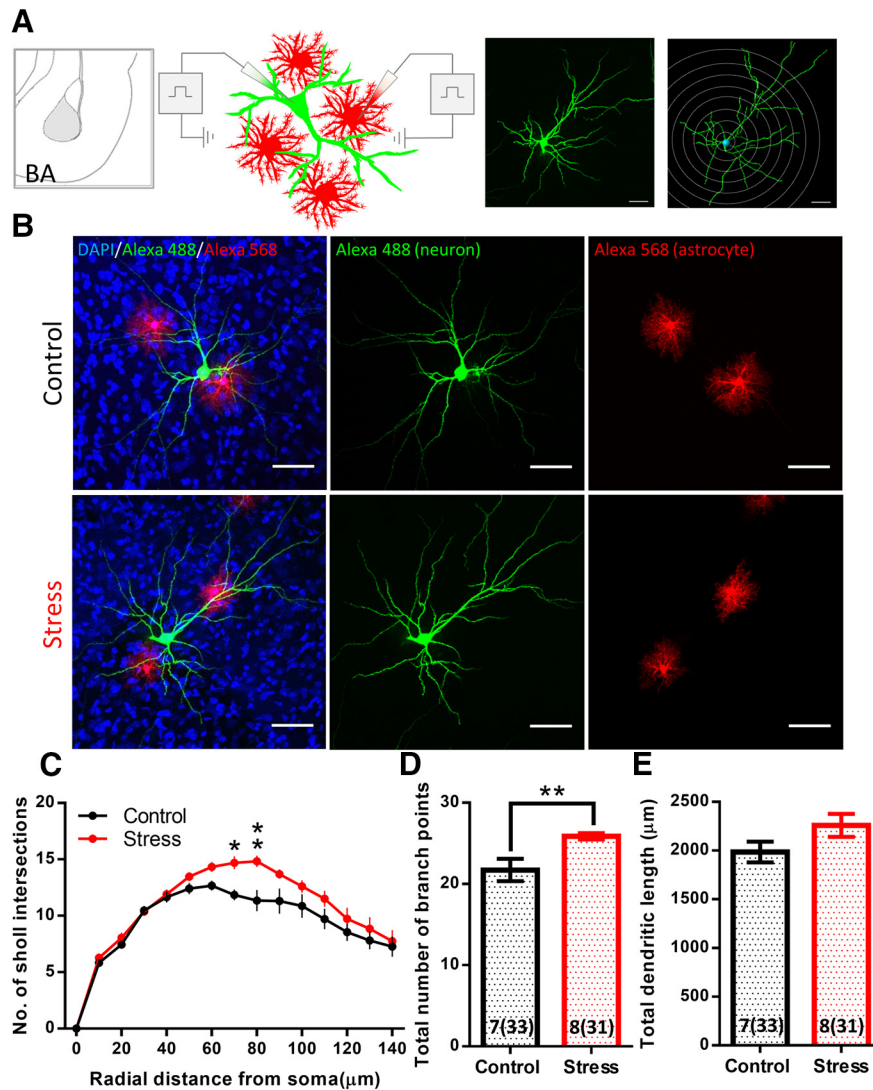 A
BA
B
DAPI/Alexa 488/Alexa 568
Alexa 488 (neuron)
Alexa 568 (astrocyte)
Control
Stress
C
No. of sholl intersections
20
15
10
5
0
Control
Stress
*
*
*
0 20 40 60 80 100 120 140
Radial distance from soma(μm)
D
Total number of branch points
30
20
10
0
**
7(33)
8(31)
Control Stress
E
Total dendritic length (μm)
2500
2000
1500
1000
500
0
7(33)
8(31)
Control Stress